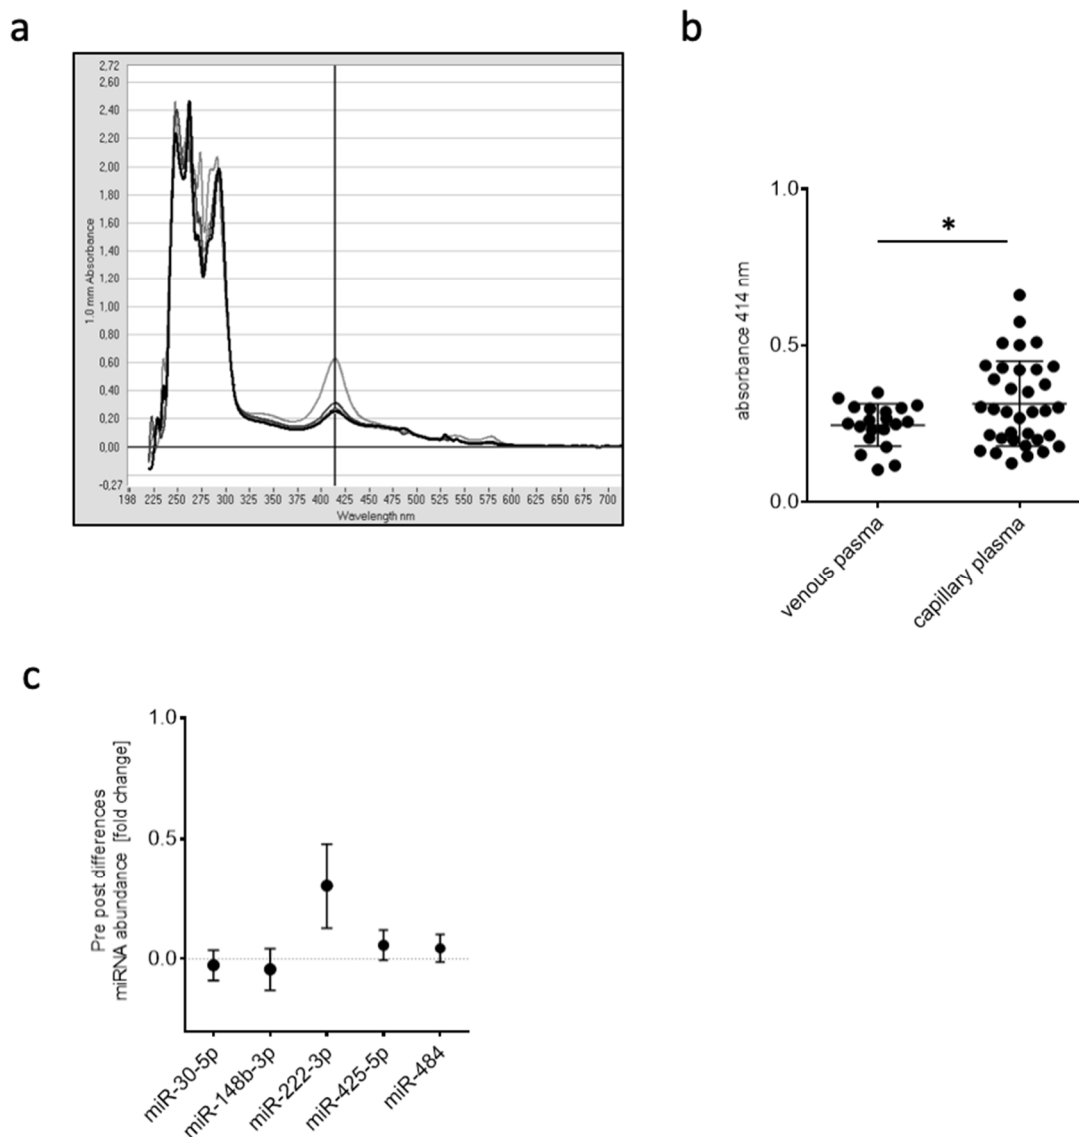 a
2,72
2,60
2,40
2,20
2,00
1,80
1,60
1,40
1,20
1,00
0,80
0,60
0,40
0,20
0,00
-0,27
1.0 mm Absorbance
198 225 250 275 300 325 350 375 400 425 450 475 500 525 550 575 600 625 650 675 700
Wavelength nm
b
1.0
0.5
0.0
absorbance 414 nm
*
venous pasma
capillary plasma
c
1.0
0.5
0.0
Pre post differences
miRNA abundance [fold change]
miR-30-5p
miR-148b-3p
miR-222-3p
miR-425-5p
miR-484